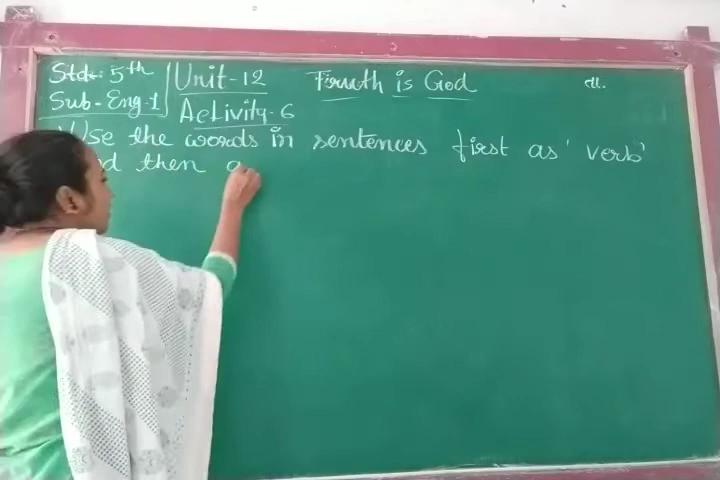 Std- 5th Unit-12 Truth is God
Sub-Eng-1 Activity-6
Use the words in sentences first as 'verb'
then a